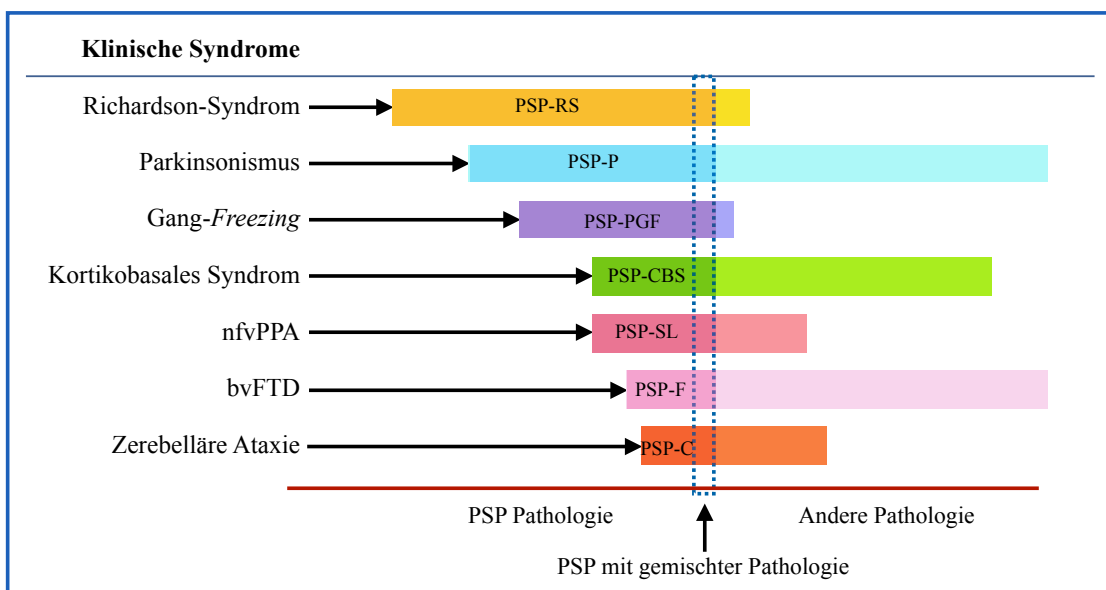 Klinische Syndrome
Richardson-Syndrom PSP-RS
Parkinsonismus PSP-P
Gang-Freezing PSP-PGF
Kortikobasales Syndrom PSP-CBS
nfvPPA PSP-SL
bvFTD PSP-F
Zerebelläre Ataxie PSP-C
PSP Pathologie Andere Pathologie
PSP mit gemischter Pathologie